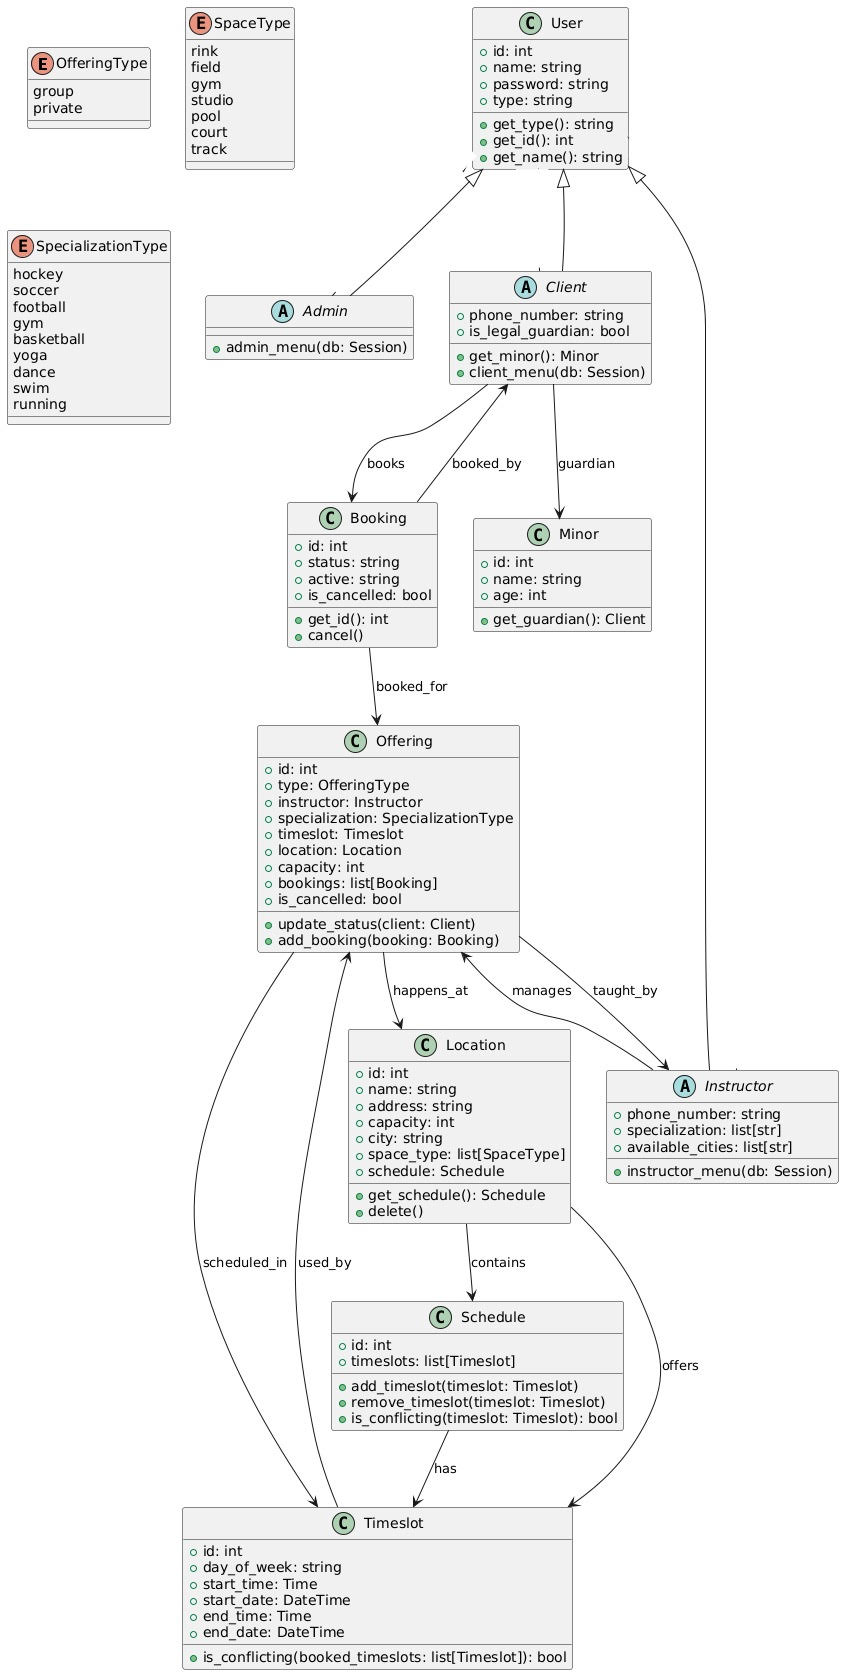 E OfferingType
group
private
E SpaceType
rink
field
gym
studio
pool
court
track
C User
id: int
name: string
password: string
type: string
get_type(): string
get_id(): int
get_name(): string
E SpecializationType
hockey
soccer
football
gym
basketball
yoga
dance
swim
running
A Admin
admin_menu(db: Session)
A Client
phone_number: string
is_legal_guardian: bool
get_minor(): Minor
client_menu(db: Session)
books
booked_by
guardian
C Booking
id: int
status: string
active: string
is_cancelled: bool
get_id(): int
cancel()
C Minor
id: int
name: string
age: int
get_guardian(): Client
booked_for
C Offering
id: int
type: OfferingType
instructor: Instructor
specialization: SpecializationType
timeslot: Timeslot
location: Location
capacity: int
bookings: list[Booking]
is_cancelled: bool
update_status(client: Client)
add_booking(booking: Booking)
happens_at
manages
taught_by
C Location
id: int
name: string
address: string
capacity: int
city: string
space_type: list[SpaceType]
schedule: Schedule
get_schedule(): Schedule
delete()
A Instructor
phone_number: string
specialization: list[str]
available_cities: list[str]
instructor_menu(db: Session)
scheduled_in
used_by
contains
C Schedule
id: int
timeslots: list[Timeslot]
add_timeslot(timeslot: Timeslot)
remove_timeslot(timeslot: Timeslot)
is_conflicting(timeslot: Timeslot): bool
offers
has
C Timeslot
id: int
day_of_week: string
start_time: Time
start_date: DateTime
end_time: Time
end_date: DateTime
is_conflicting(booked_timeslots: list[Timeslot]): bool